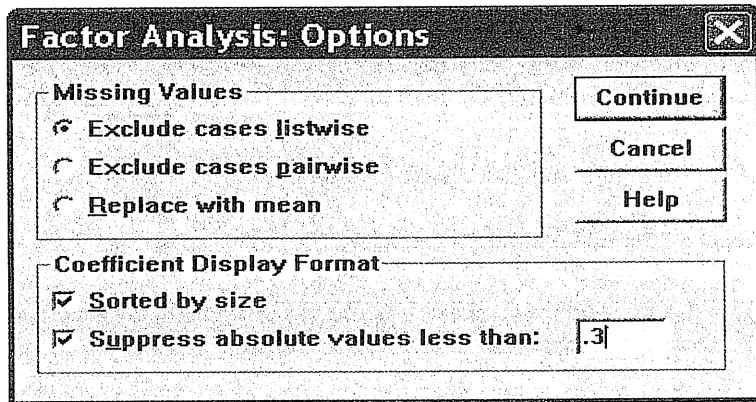 Factor Analysis: Options
Missing Values
Exclude cases listwise
Exclude cases pairwise
Replace with mean
Continue
Cancel
Help
Coefficient Display Format
Sorted by size
Suppress absolute values less than: .3